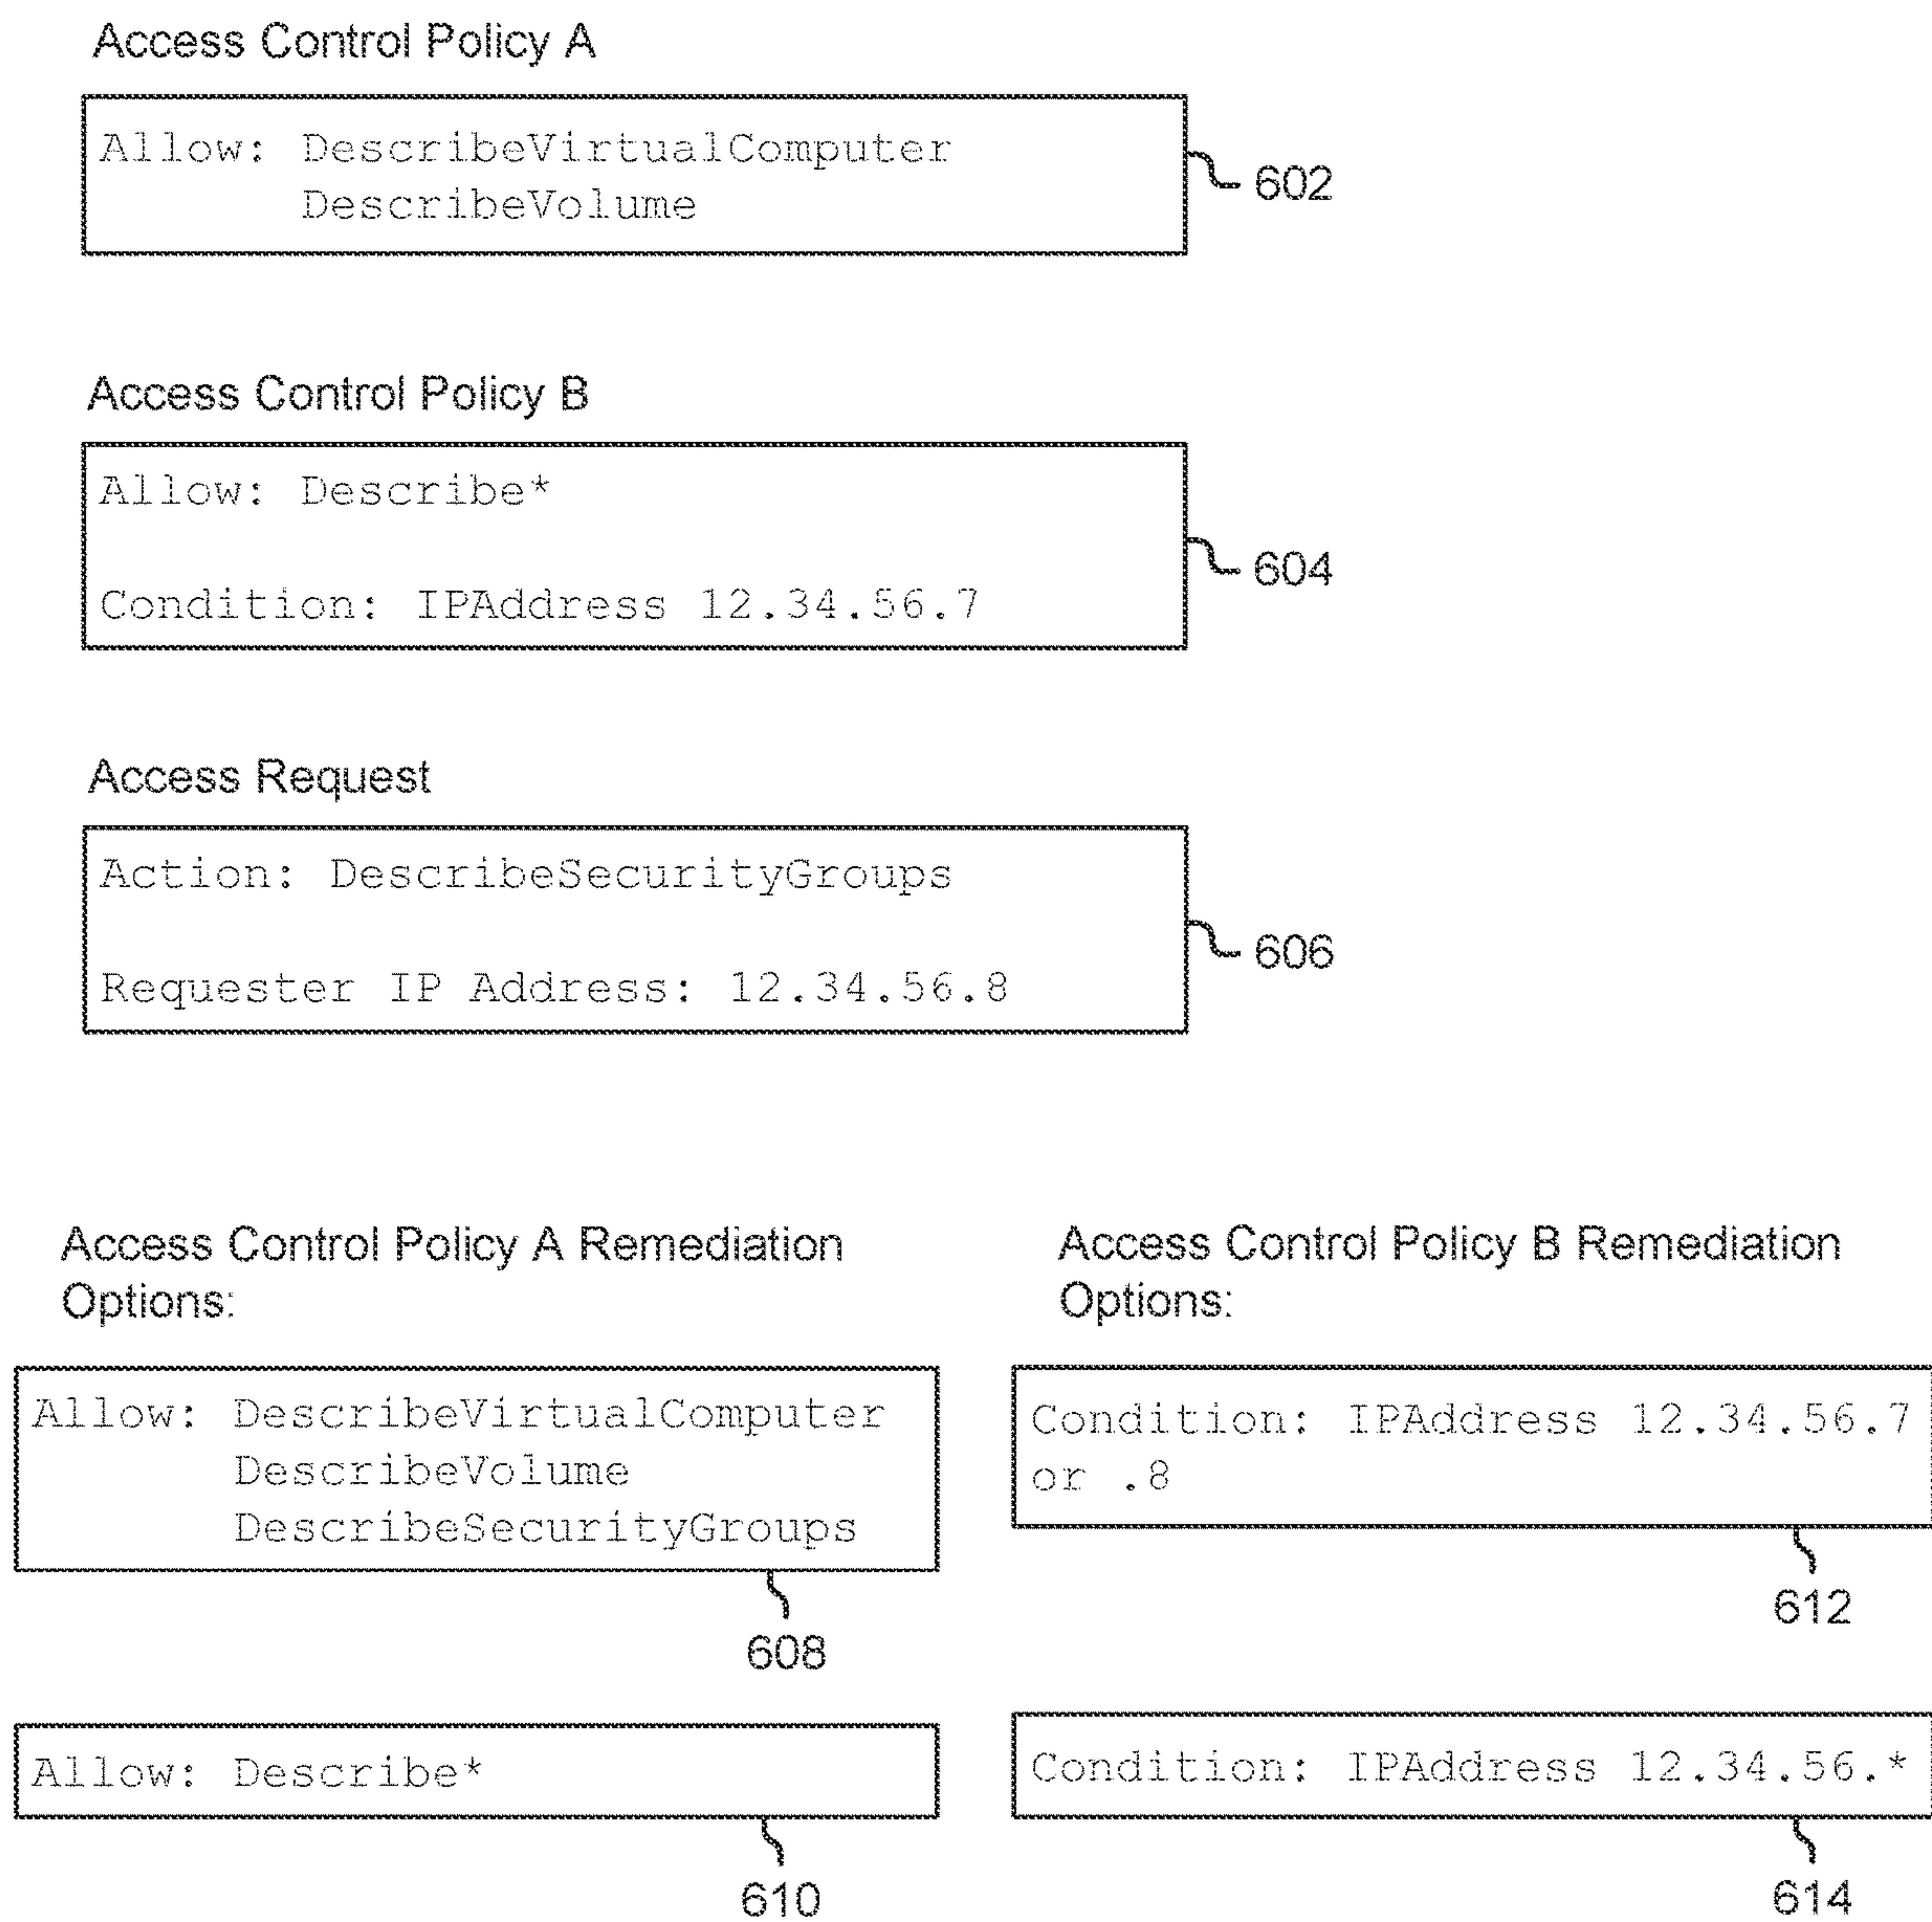 Access Control Policy A
Allow: DescribeVirtualComputer
DescribeVolume
602
Access Control Policy B
Allow: Describe*
Condition: IPAddress 12.34.56.7
604
Access Request
Action: DescribeSecurityGroups
Requester IP Address: 12.34.56.8
606
Access Control Policy A Remediation
Options:
Allow: DescribeVirtualComputer
DescribeVolume
DescribeSecurityGroups
608
Allow: Describe*
610
Access Control Policy B Remediation
Options:
Condition: IPAddress 12.34.56.7
or .8
612
Condition: IPAddress 12.34.56.*
614